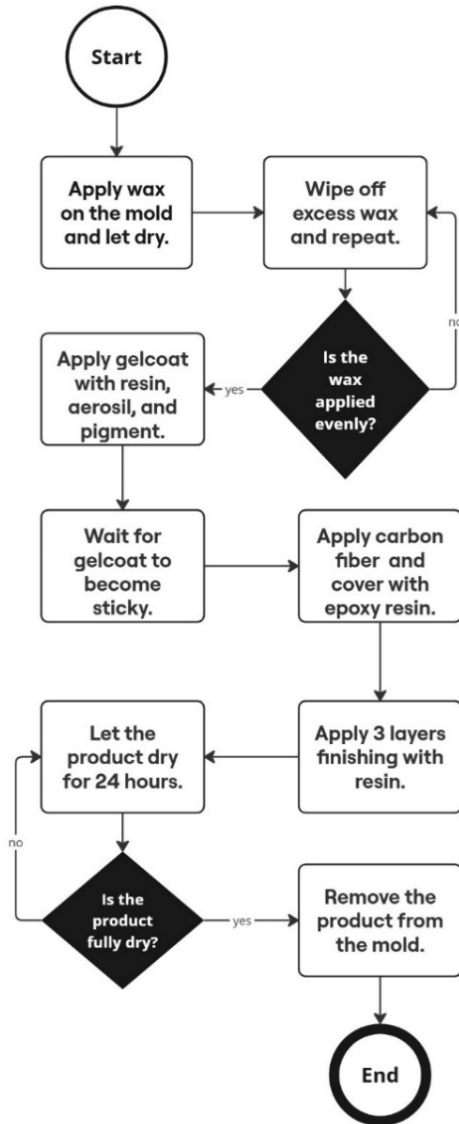 Start
Apply wax
on the mold
and let dry.
Wipe off
excess wax
and repeat.
no
Is the
wax
applied
evenly?
yes
Apply gelcoat
with resin,
aerosil, and
pigment.
Wait for
gelcoat to
become
sticky.
Apply carbon
fiber and
cover with
epoxy resin.
Apply 3 layers
finishing with
resin.
Let the
product dry
for 24 hours.
no
Is the
product
fully dry?
yes
Remove the
product from
the mold.
End